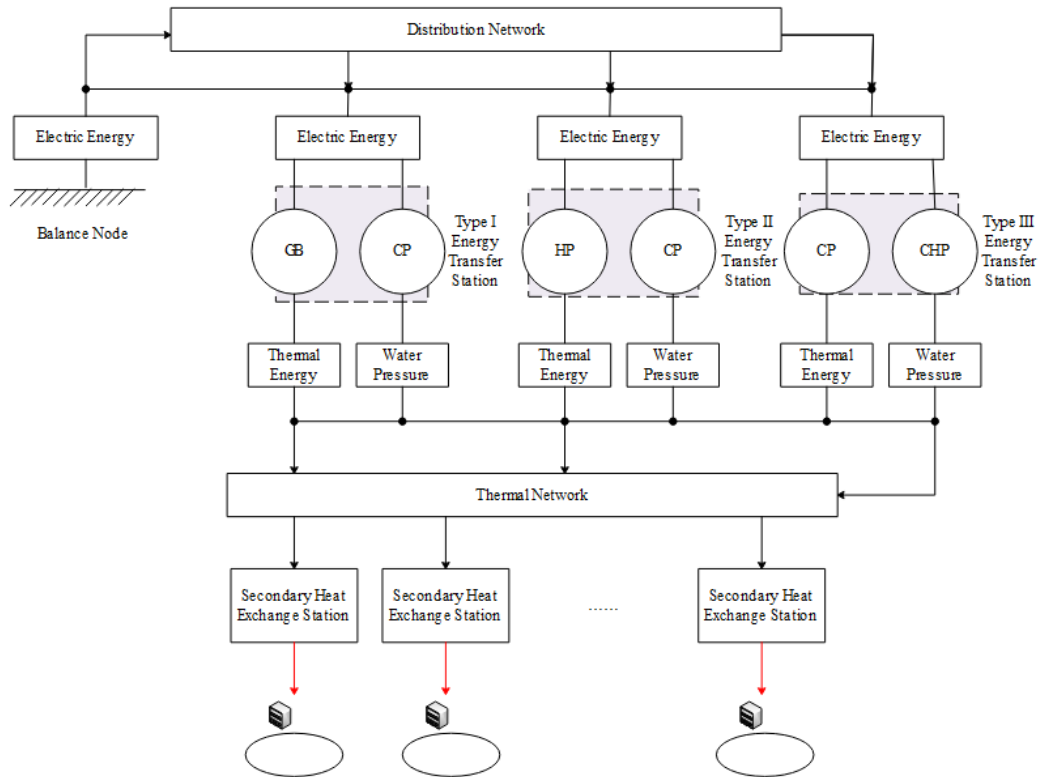 Distribution Network
Electric Energy
Electric Energy
Electric Energy
Electric Energy
Balance Node
GB
CP
Type I
Energy
Transfer
Station
HP
CP
Type II
Energy
Transfer
Station
CP
CHP
Type III
Energy
Transfer
Station
Thermal
Energy
Water
Pressure
Thermal
Energy
Water
Pressure
Thermal
Energy
Water
Pressure
Thermal Network
Secondary Heat
Exchange Station
Secondary Heat
Exchange Station
......
Secondary Heat
Exchange Station